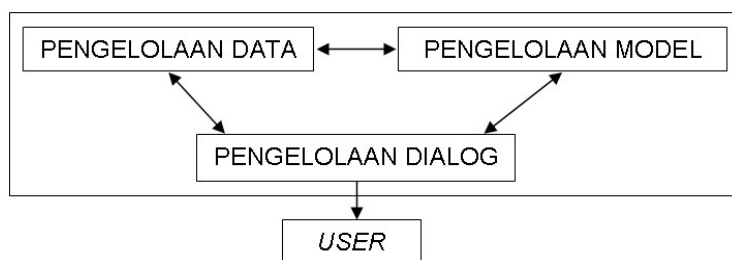 PENGELOLAAN DATA
PENGELOLAAN MODEL
PENGELOLAAN DIALOG
USER